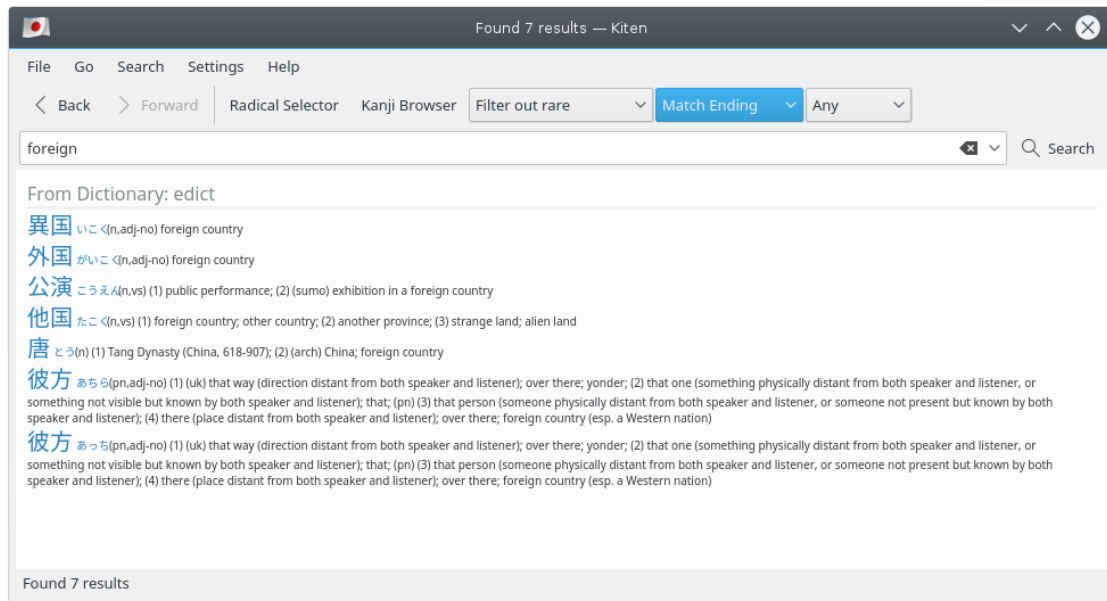 Found 7 results — Kiten
File Go Search Settings Help
Back Forward Radical Selector Kanji Browser Filter out rare Match Ending Any
foreign Search
From Dictionary: edict
異国 いこく(n,adj-no) foreign country
外国 がいこく(n,adj-no) foreign country
公演 こうえん(n,vs) (1) public performance; (2) (sumo) exhibition in a foreign country
他国 たこく(n,vs) (1) foreign country; other country; (2) another province; (3) strange land; alien land
唐 とう(n) (1) Tang Dynasty (China, 618-907); (2) (arch) China; foreign country
彼方 あちら(pn,adj-no) (1) (uk) that way (direction distant from both speaker and listener); over there; yonder; (2) that one (something physically distant from both speaker and listener, or
something not visible but known by both speaker and listener); that; (pn) (3) that person (someone physically distant from both speaker and listener, or someone not present but known by both
speaker and listener); (4) there (place distant from both speaker and listener); over there; foreign country (esp. a Western nation)
彼方 あっち(pn,adj-no) (1) (uk) that way (direction distant from both speaker and listener); over there; yonder; (2) that one (something physically distant from both speaker and listener, or
something not visible but known by both speaker and listener); that; (pn) (3) that person (someone physically distant from both speaker and listener, or someone not present but known by both
speaker and listener); (4) there (place distant from both speaker and listener); over there; foreign country (esp. a Western nation)
Found 7 results